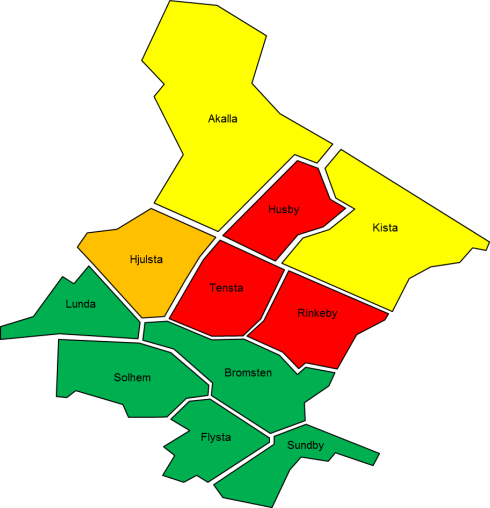 Akalla
Husby
Kista
Hjulsta
Tensta
Lunda
Rinkeby
Solhem
Bromsten
Flysta
Sundby